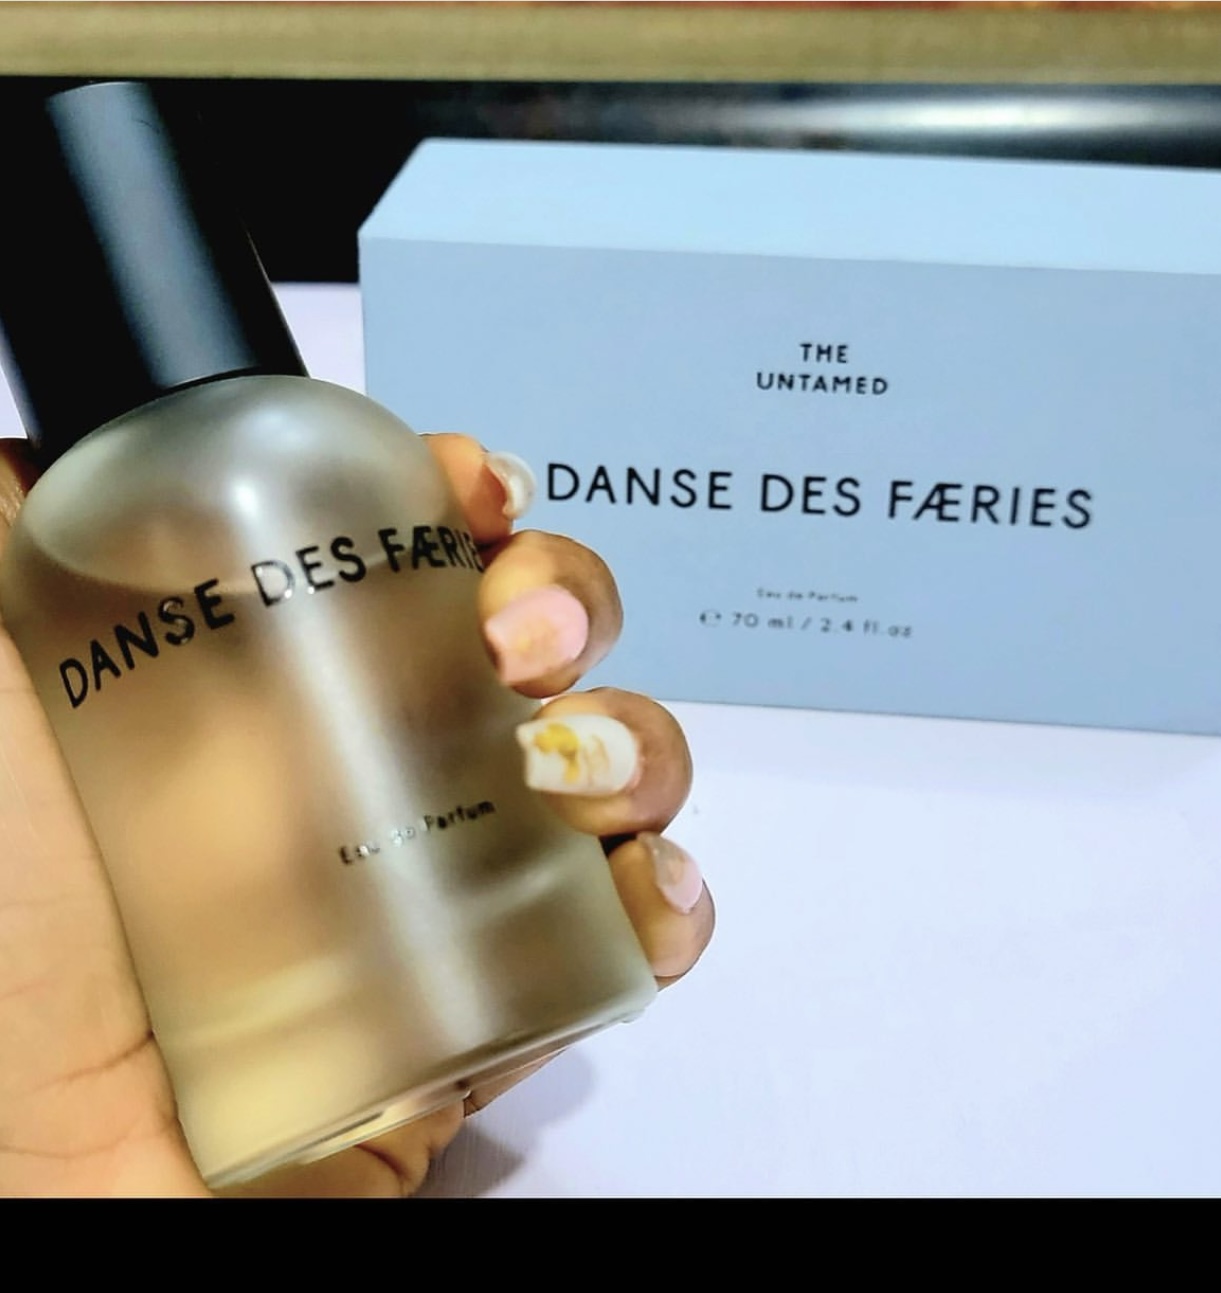 THE
UNTAMED
DANSE DES FÆRIES
Eau de Parfum
℮ 70 ml / 2.4 fl.oz
DANSE DES FÆRIE
Eau de Parfum